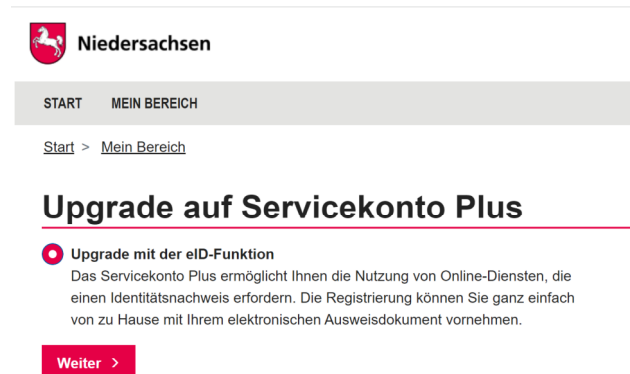 Niedersachsen
START MEIN BEREICH
Start > Mein Bereich
Upgrade auf Servicekonto Plus
Upgrade mit der eID-Funktion
Das Servicekonto Plus ermöglicht Ihnen die Nutzung von Online-Diensten, die
einen Identitätsnachweis erfordern. Die Registrierung können Sie ganz einfach
von zu Hause mit Ihrem elektronischen Ausweisdokument vornehmen.
Weiter >